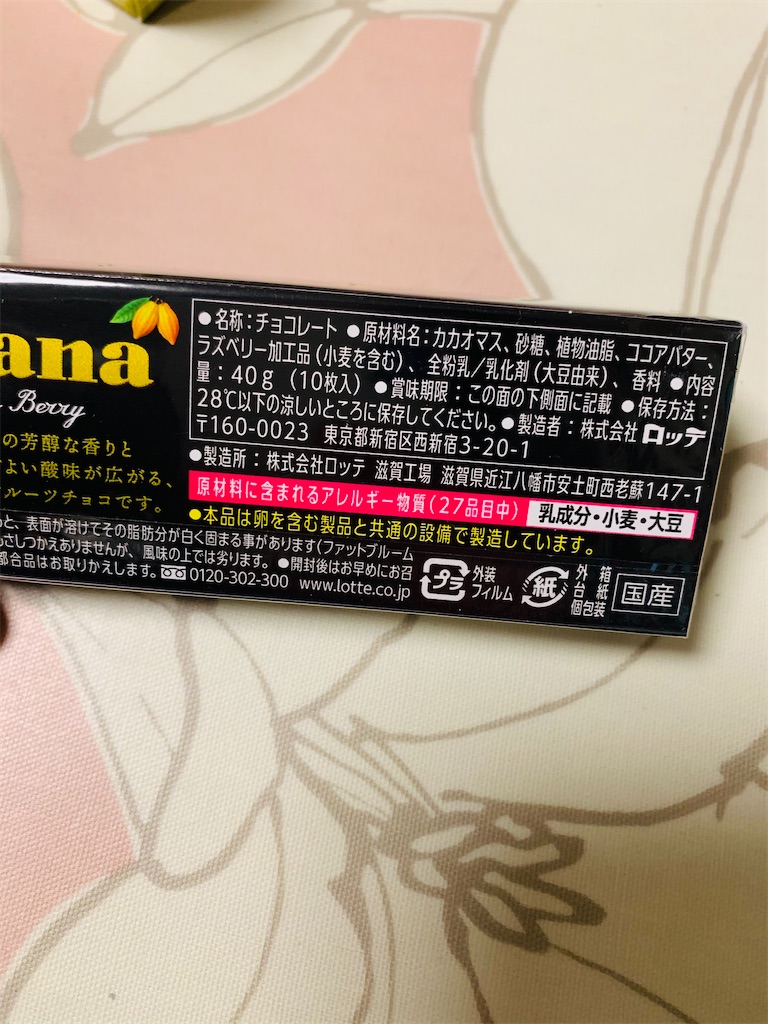 ana
Berry
の芳醇な香りと
よい酸味が広がる、
ルーツチョコです。
●名称：チョコレート ●原材料名：カカオマス、砂糖、植物油脂、ココアバター、
ラズベリー加工品（小麦を含む）、全粉乳／乳化剤（大豆由来）、香料 ●内容
量：40g （10枚入）●賞味期限：この面の下側面に記載 ●保存方法：
28℃以下の涼しいところに保存してください。●製造者：株式会社ロッテ
〒160-0023 東京都新宿区西新宿3-20-1
●製造所：株式会社ロッテ 滋賀工場 滋賀県近江八幡市安土町西老蘇147-1
原材料に含まれるアレルギー物質（27品目中） 乳成分・小麦・大豆
●本品は卵を含む製品と共通の設備で製造しています。
と、表面が溶けてその脂肪分が白く固まる事があります（ファットブルーム
さしつかえありませんが、風味の上では劣ります。●開封後はお早めにお召
都合品はお取りかえします。0120-302-300 www.lotte.co.jp
プラ 外装フィルム
紙 外箱 台紙 個包装
国産